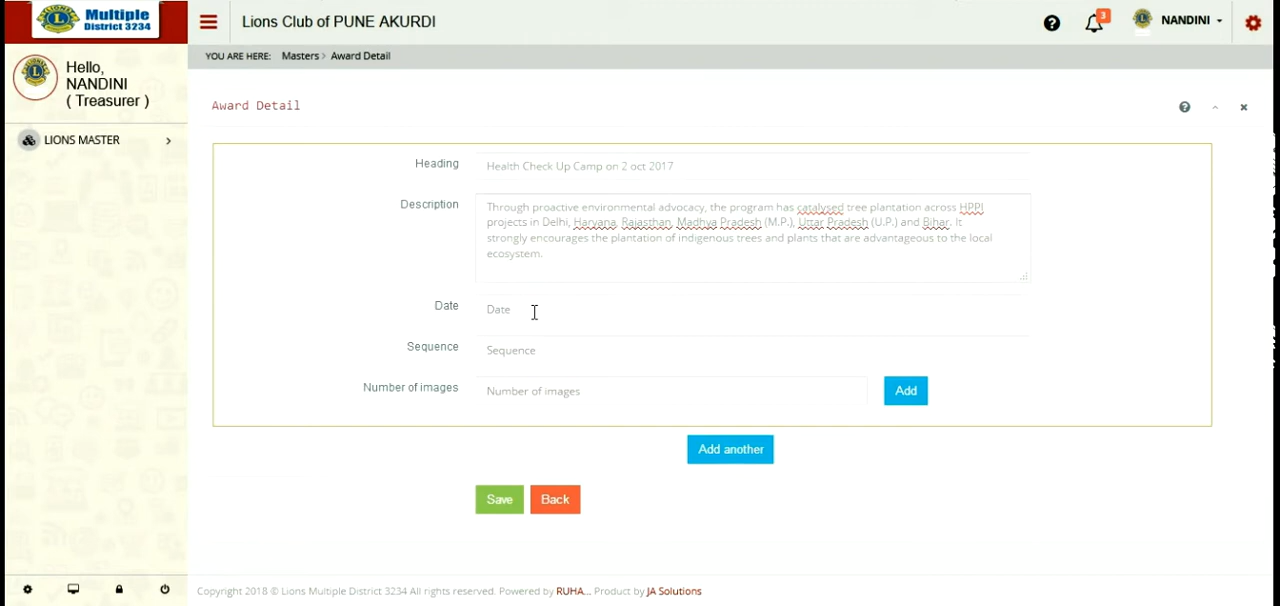 Multiple
District 3234
Lions Club of PUNE AKURDI
3
NANDINI
YOU ARE HERE: Masters > Award Detail
Hello,
NANDINI
( Treasurer )
LIONS MASTER
Award Detail
Heading
Health Check Up Camp on 2 oct 2017
Description
Through proactive environmental advocacy, the program has catalysed tree plantation across HPPI
projects in Delhi, Haryana, Rajasthan, Madhya Pradesh (M.P.), Uttar Pradesh (U.P.) and Bihar. It
strongly encourages the plantation of indigenous trees and plants that are advantageous to the local
ecosystem.
Date
Date
Sequence
Sequence
Number of images
Number of images
Add
Add another
Save
Back
Copyright 2018 © Lions Multiple District 3234 All rights reserved. Powered by RUHA... Product by JA Solutions